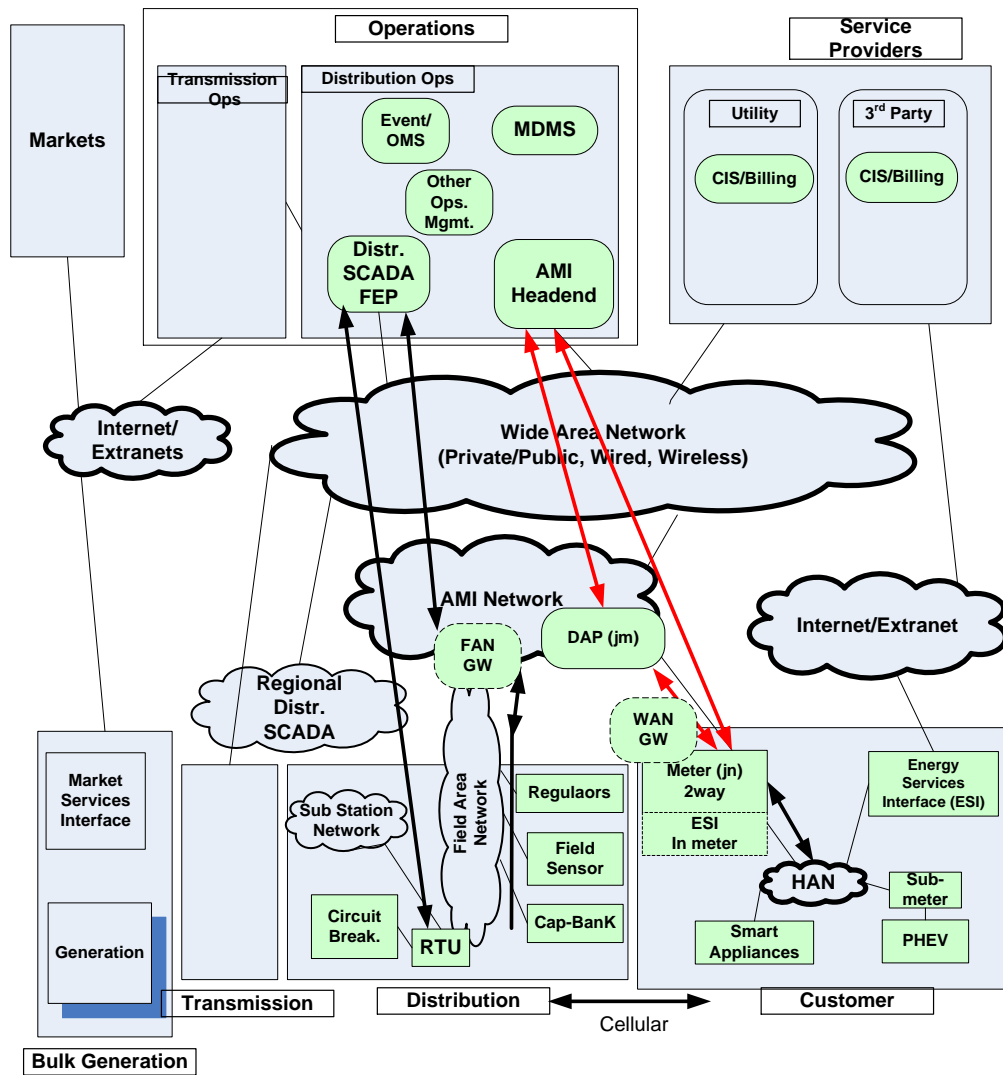 Operations
Service
Providers
Markets
Transmission
Ops
Distribution Ops
Event/
OMS
MDMS
Other
Ops.
Mgmt.
Distr.
SCADA
FEP
AMI
Headend
Utility
3rd Party
CIS/Billing
CIS/Billing
Internet/
Extranets
Wide Area Network
(Private/Public, Wired, Wireless)
AMI Network
FAN
GW
DAP (jm)
Internet/Extranet
Regional
Distr.
SCADA
WAN
GW
Market
Services
Interface
Sub Station
Network
Field Area
Network
Regulaors
Field
Sensor
Cap-BanK
Circuit
Break.
RTU
Meter (jn)
2way
ESI
In meter
Energy
Services
Interface (ESI)
HAN
Sub-
meter
PHEV
Smart
Appliances
Generation
Transmission
Distribution
Customer
Cellular
Bulk Generation